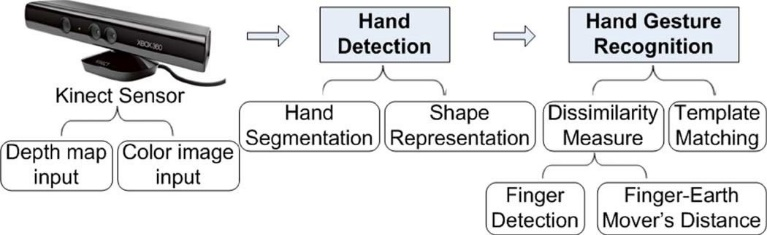 XBOX 360
Kinect Sensor
Depth map
input
Color image
input
Hand
Detection
Hand
Segmentation
Shape
Representation
Hand Gesture
Recognition
Dissimilarity
Measure
Template
Matching
Finger
Detection
Finger-Earth
Mover's Distance